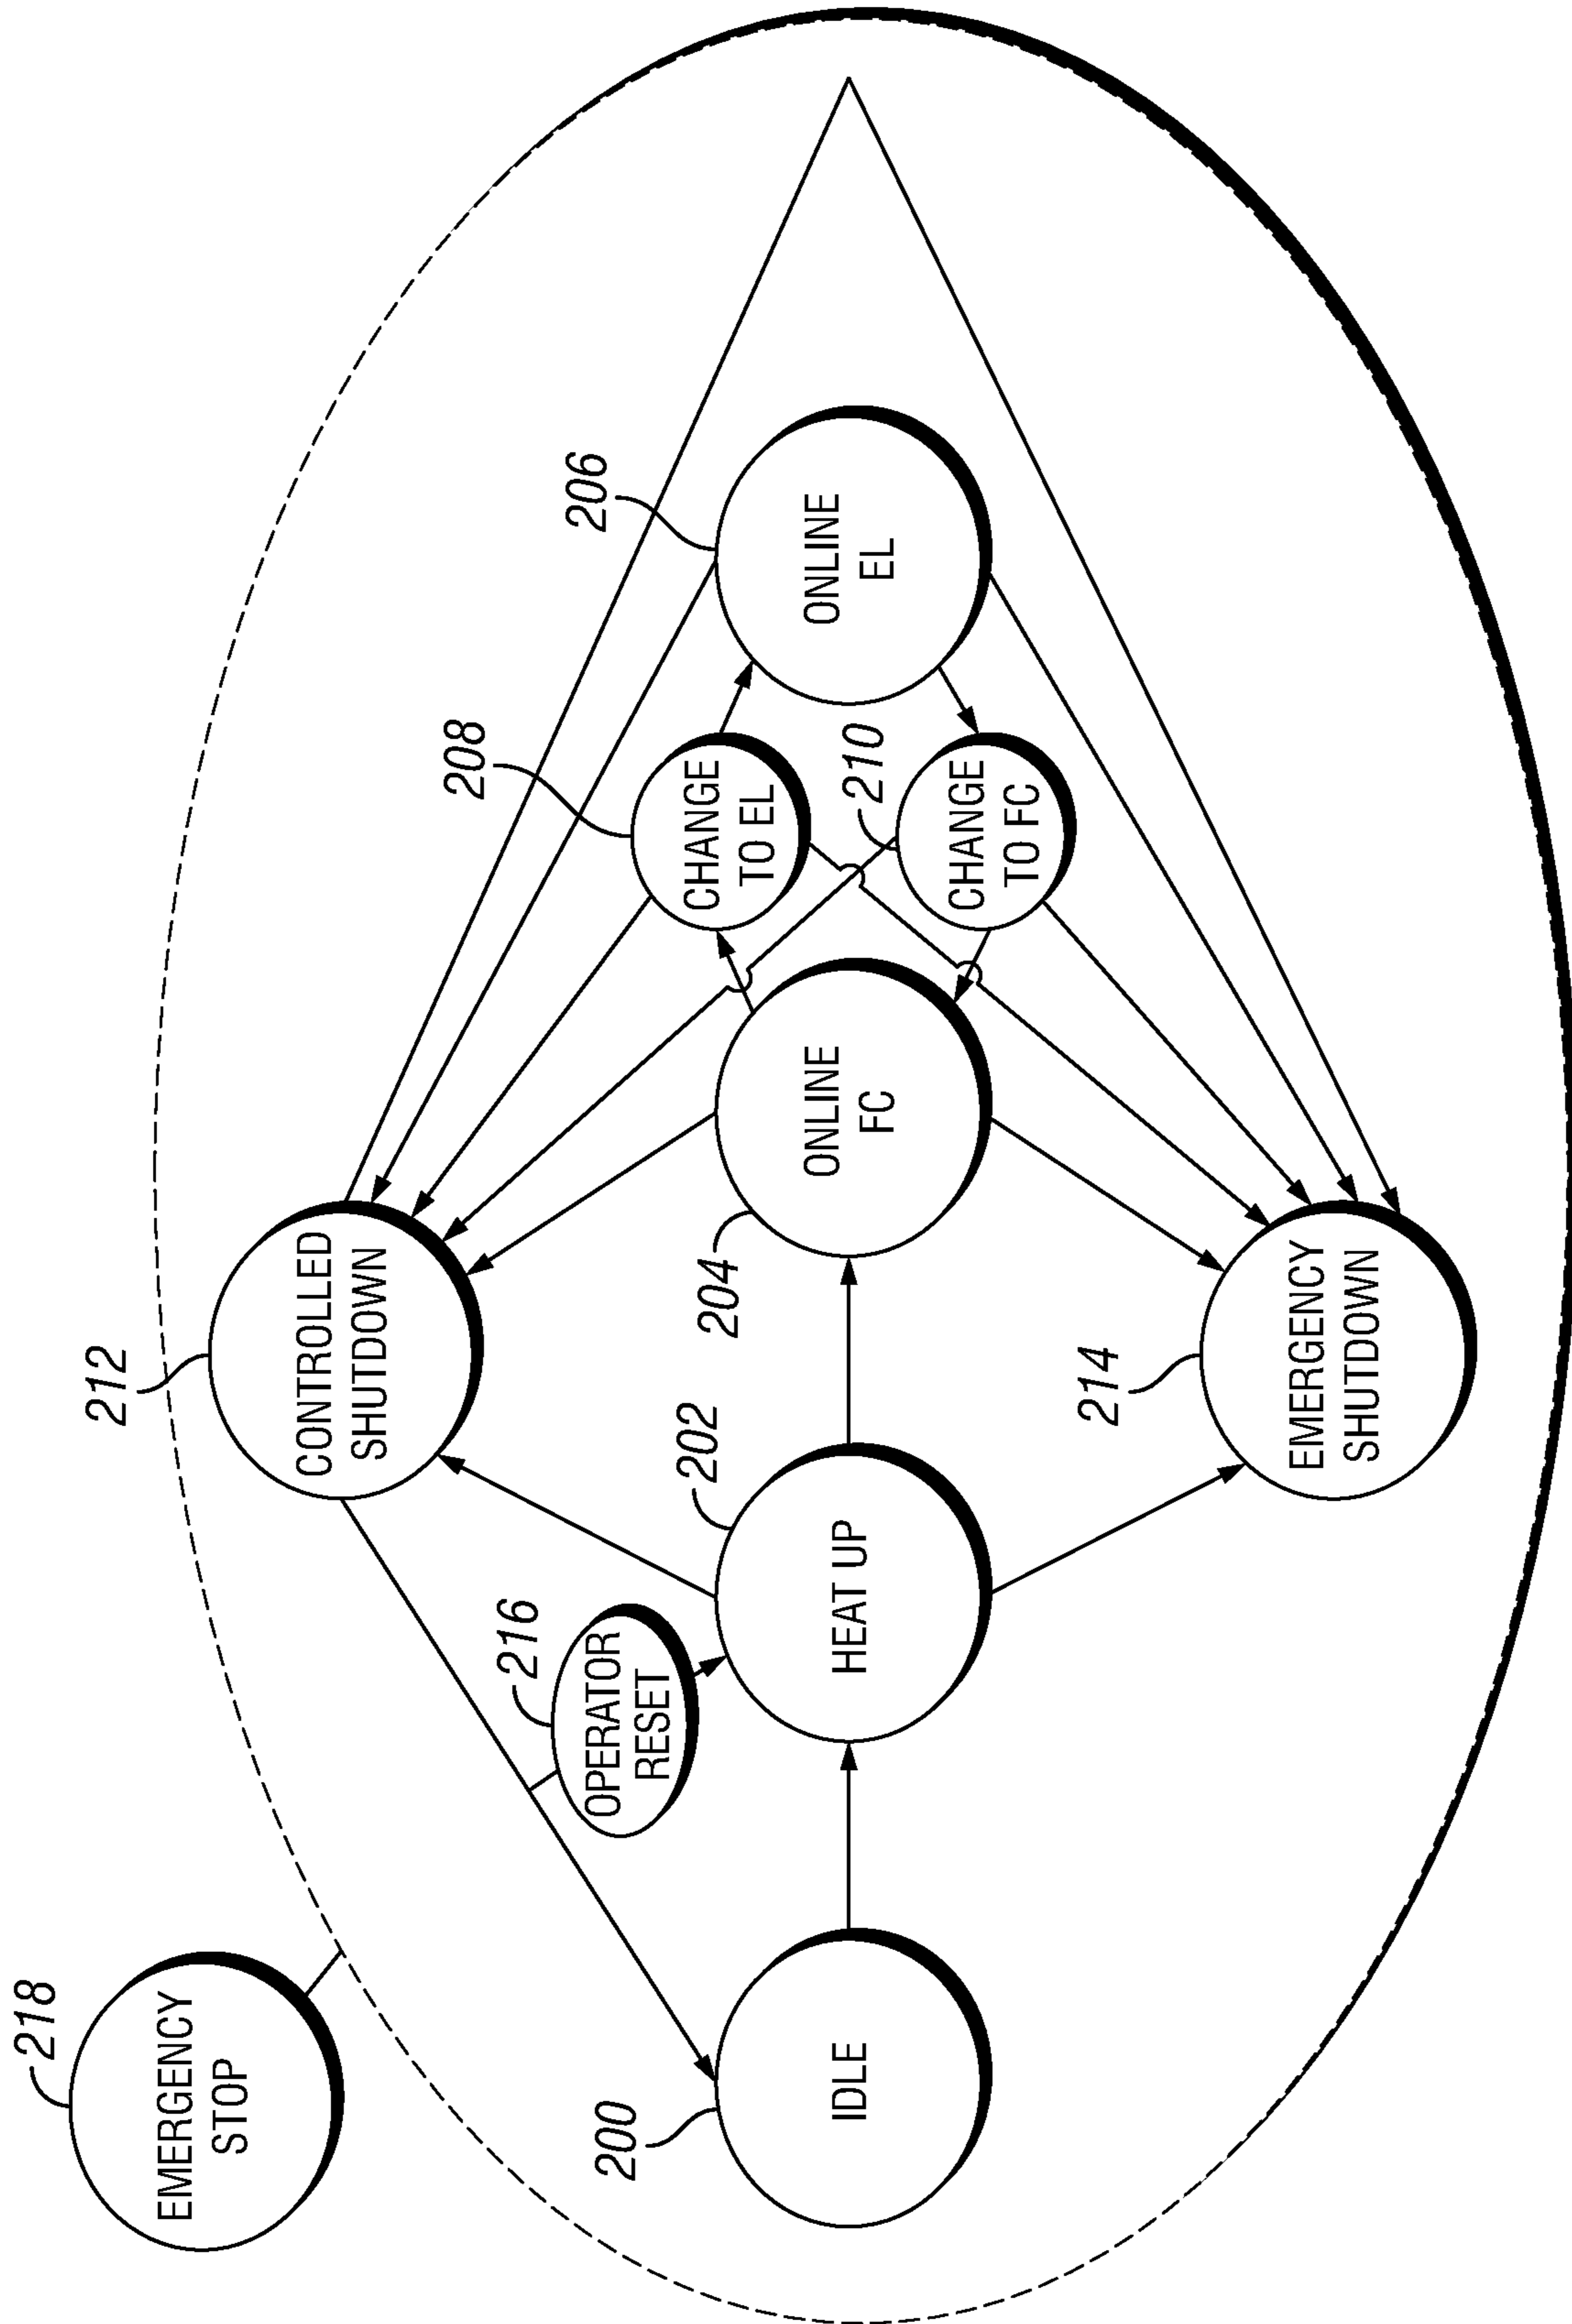 218
EMERGENCY
STOP
212
CONTROLLED
SHUTDOWN
216
OPERATOR
RESET
208
CHANGE
TO EL
206
ONLINE
EL
200
IDLE
202
HEAT UP
204
ONLINE
FC
210
CHANGE
TO FC
214
EMERGENCY
SHUTDOWN